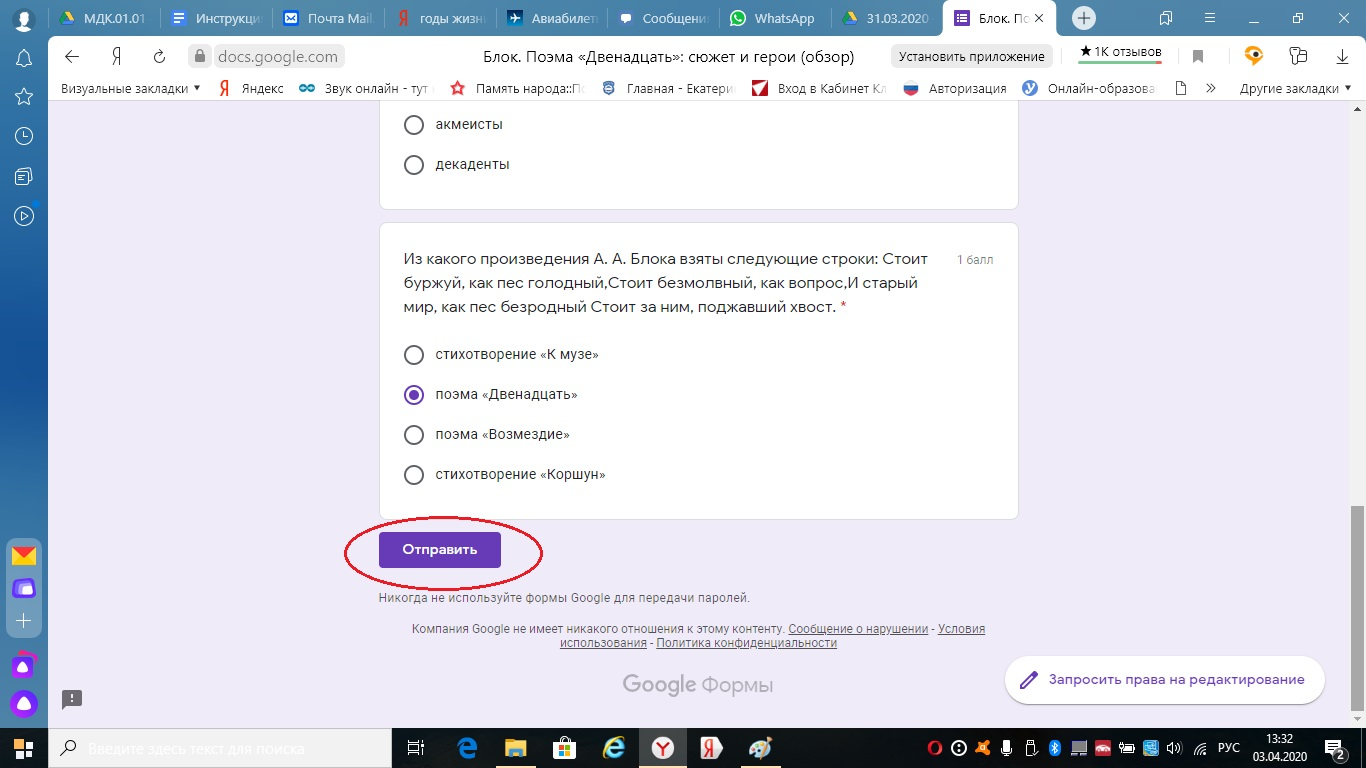 МДК.01.01
Инструкци
Почта Mail
годы жизн
Авиабилет
Сообщени
WhatsApp
31.03.2020
Блок. По
docs.google.com
Блок. Поэма «Двенадцать»: сюжет и герои (обзор)
Установить приложение
★ 1К отзывов
Визуальные закладки
Яндекс
Звук онлайн - тут
Память народа::По
Главная - Екатери
Вход в Кабинет Кл
Авторизация
Онлайн-образова
Другие закладки
акмеисты
декаденты
Из какого произведения А. А. Блока взяты следующие строки: Стоит
1 балл
буржуй, как пес голодный,Стоит безмолвный, как вопрос,И старый
мир, как пес безродный Стоит за ним, поджавший хвост. *
стихотворение «К музе»
поэма «Двенадцать»
поэма «Возмездие»
стихотворение «Коршун»
Отправить
Никогда не используйте формы Google для передачи паролей.
Компания Google не имеет никакого отношения к этому контенту. Сообщение о нарушении - Условия
использования - Политика конфиденциальности
Google Формы
Запросить права на редактирование
Введите здесь текст для поиска
РУС
13:32
03.04.2020
2